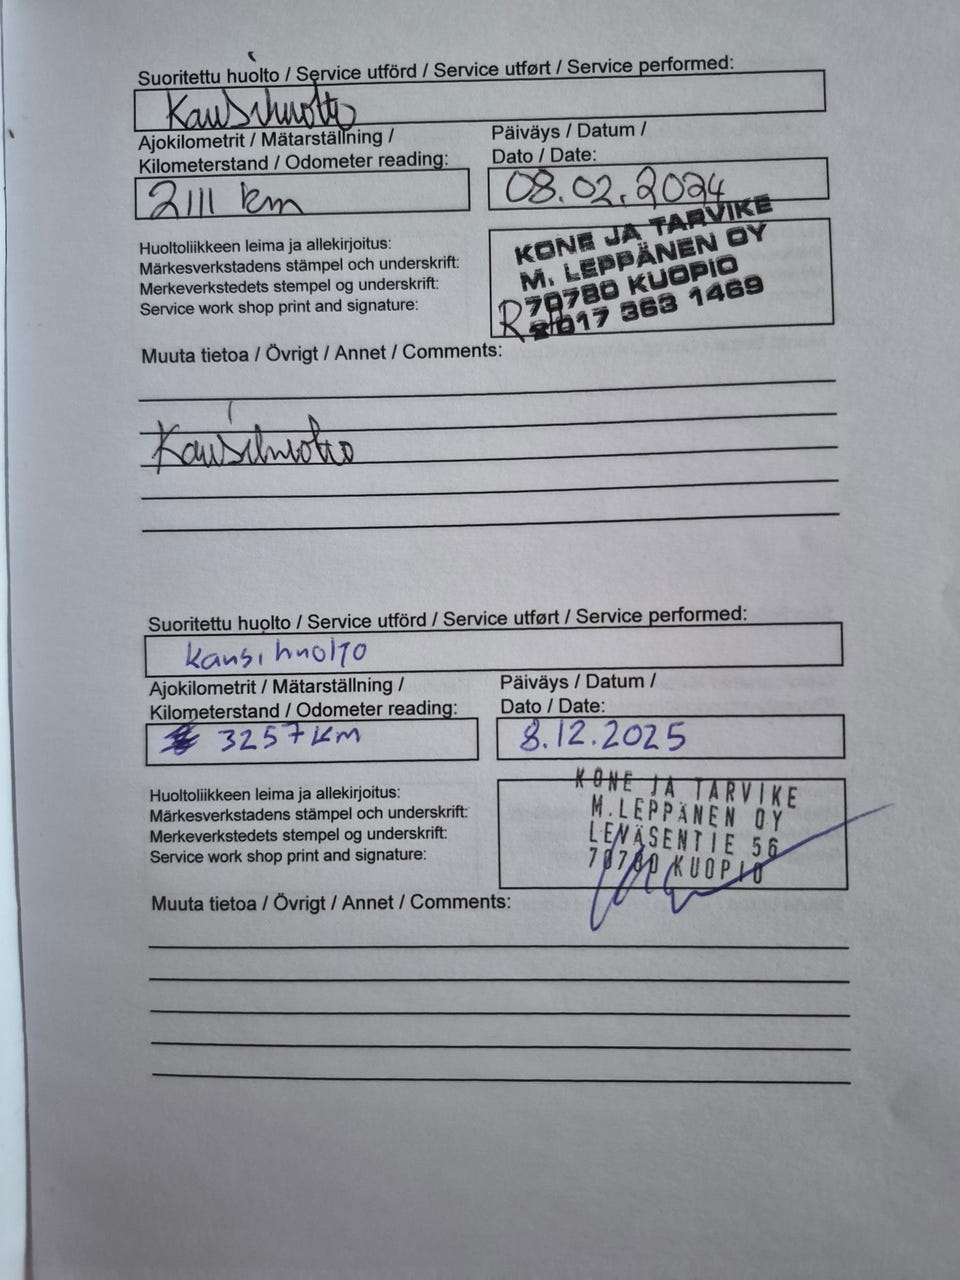 Suoritettu huolto / Service utförd / Service utført / Service performed:
Kausihuolto
Ajokilometrit / Mätarställning /
Kilometerstand / Odometer reading:
2111 km
Päiväys / Datum /
Dato / Date:
08.02.2024
Huoltoliikkeen leima ja allekirjoitus:
Märkesverkstadens stämpel och underskrift:
Merkeverkstedets stempel og underskrift:
Service work shop print and signature:
KONE JA TARVIKE
M. LEPPÄNEN OY
70780 KUOPIO
☎017 363 1469
Muuta tietoa / Övrigt / Annet / Comments:
Kausihuolto
Suoritettu huolto / Service utförd / Service utført / Service performed:
kausihuolto
Ajokilometrit / Mätarställning /
Kilometerstand / Odometer reading:
3257 km
Päiväys / Datum /
Dato / Date:
8.12.2025
Huoltoliikkeen leima ja allekirjoitus:
Märkesverkstadens stämpel och underskrift:
Merkeverkstedets stempel og underskrift:
Service work shop print and signature:
KONE JA TARVIKE
M.LEPPÄNEN OY
LEVÄSENTIE 56
70780 KUOPIO
Muuta tietoa / Övrigt / Annet / Comments: